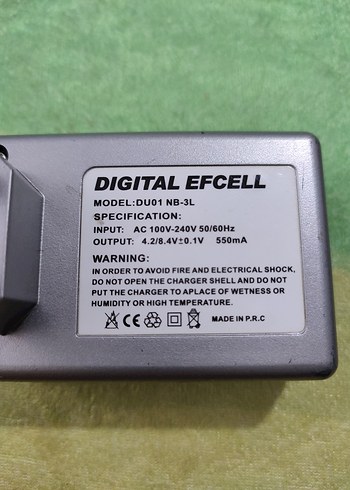 DIGITAL EFCELL
MODEL:DU01 NB-3L
SPECIFICATION:
INPUT: AC 100V-240V 50/60Hz
OUTPUT: 4.2/8.4V±0.1V 550mA
WARNING:
IN ORDER TO AVOID FIRE AND ELECTRICAL SHOCK,
DO NOT OPEN THE CHARGER SHELL AND DO NOT
PUT THE CHARGER TO APLACE OF WETNESS OR
HUMIDITY OR HIGH TEMPERATURE.
CE MADE IN P.R.C